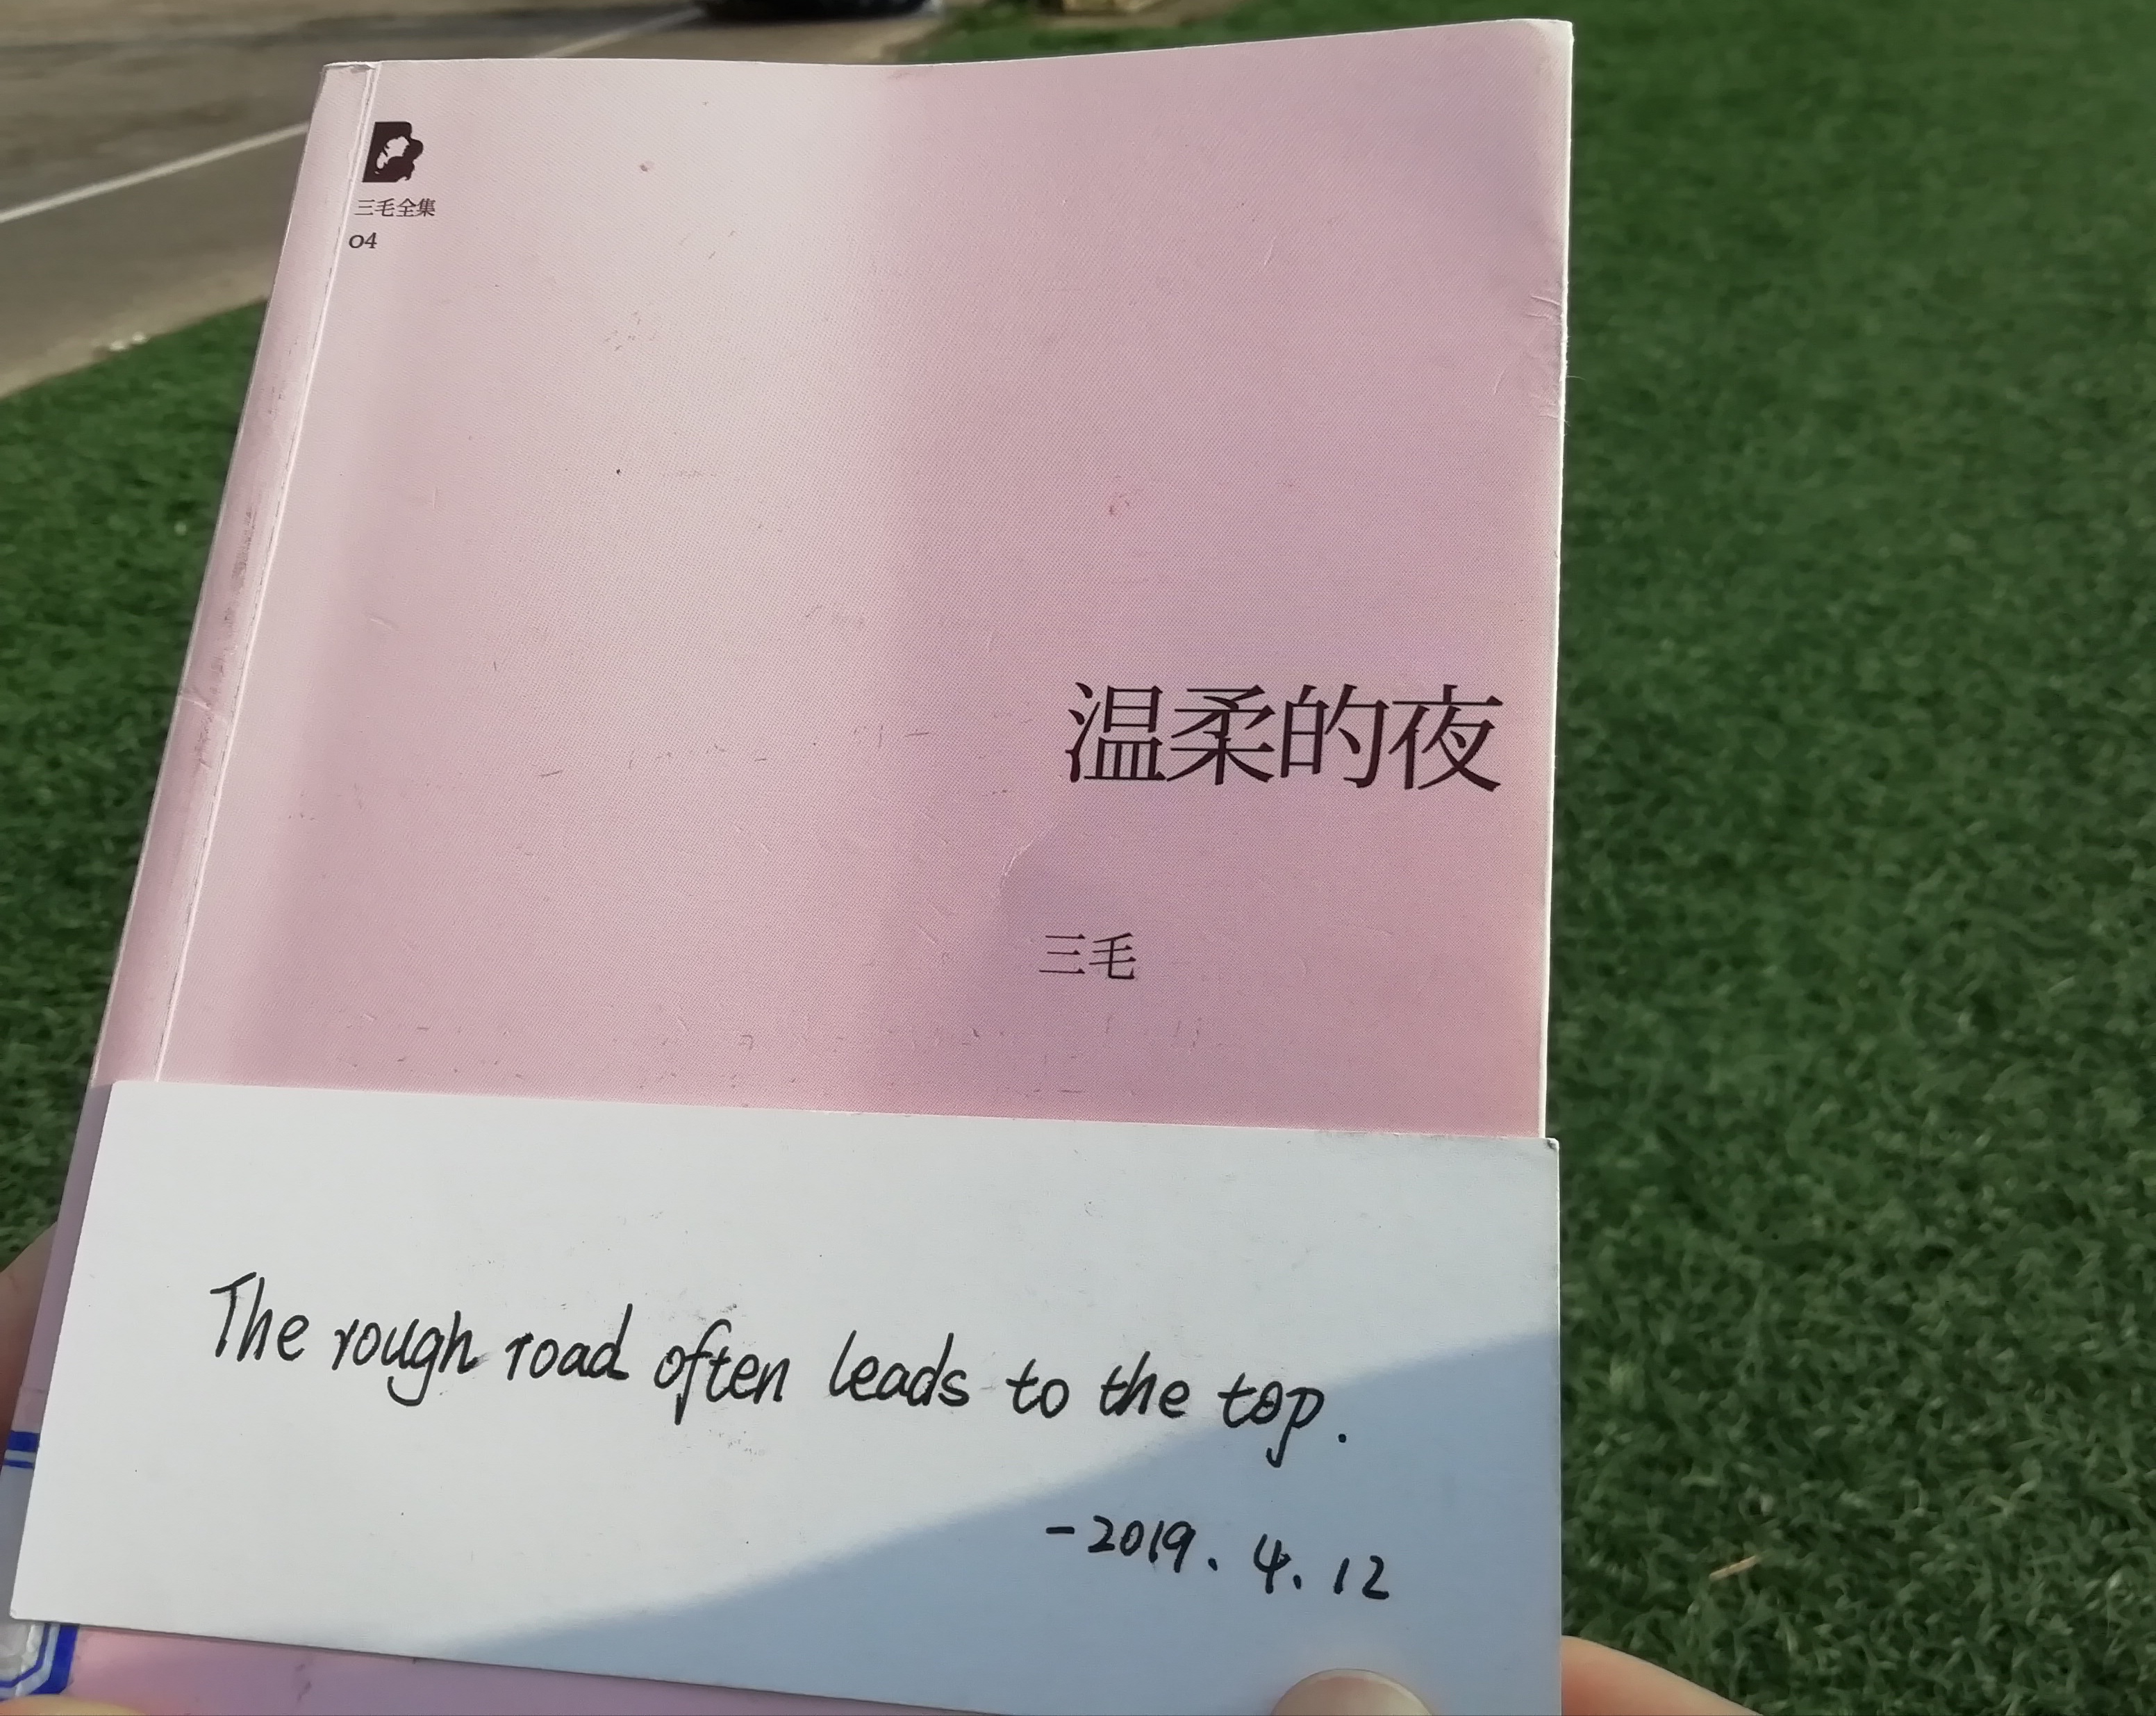 三毛全集
04
温柔的夜
三毛
The rough road often leads to the top.
-2019.4.12